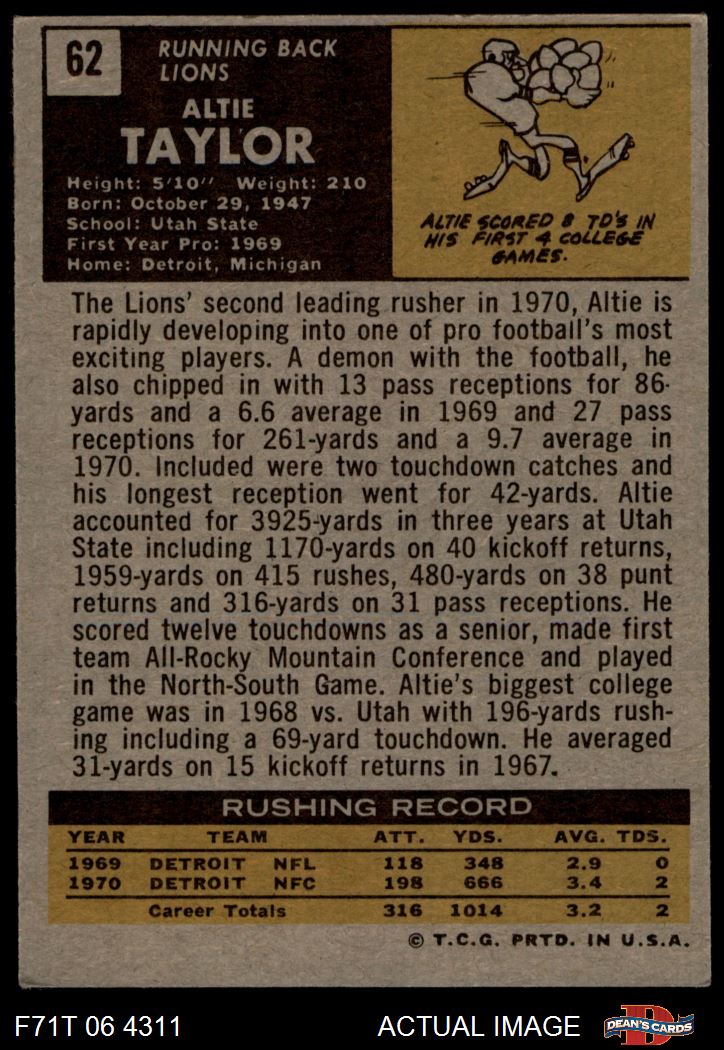 62
RUNNING BACK
LIONS
ALTIE
TAYLOR
Height: 5'10" Weight: 210
Born: October 29, 1947
School: Utah State
First Year Pro: 1969
Home: Detroit, Michigan
ALTIE SCORED 8 TD'S IN
HIS FIRST 4 COLLEGE
GAMES.
The Lions' second leading rusher in 1970, Altie is
rapidly developing into one of pro football's most
exciting players. A demon with the football, he
also chipped in with 13 pass receptions for 86-
yards and a 6.6 average in 1969 and 27 pass
receptions for 261-yards and a 9.7 average in
1970. Included were two touchdown catches and
his longest reception went for 42-yards. Altie
accounted for 3925-yards in three years at Utah
State including 1170-yards on 40 kickoff returns,
1959-yards on 415 rushes, 480-yards on 38 punt
returns and 316-yards on 31 pass receptions. He
scored twelve touchdowns as a senior, made first
team All-Rocky Mountain Conference and played
in the North-South Game. Altie's biggest college
game was in 1968 vs. Utah with 196-yards rush-
ing including a 69-yard touchdown. He averaged
31-yards on 15 kickoff returns in 1967.
RUSHING RECORD
YEAR TEAM ATT. YDS. AVG. TDS.
1969 DETROIT NFL 118 348 2.9 0
1970 DETROIT NFC 198 666 3.4 2
Career Totals 316 1014 3.2 2
© T.C.G. PRTD. IN U.S.A.
F71T 06 4311 ACTUAL IMAGE D DEAN'S CARDS